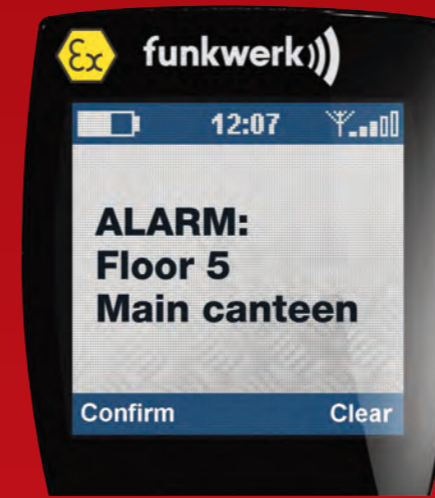 Ex funkwerk
12:07
ALARM:
Floor 5
Main canteen
Confirm Clear